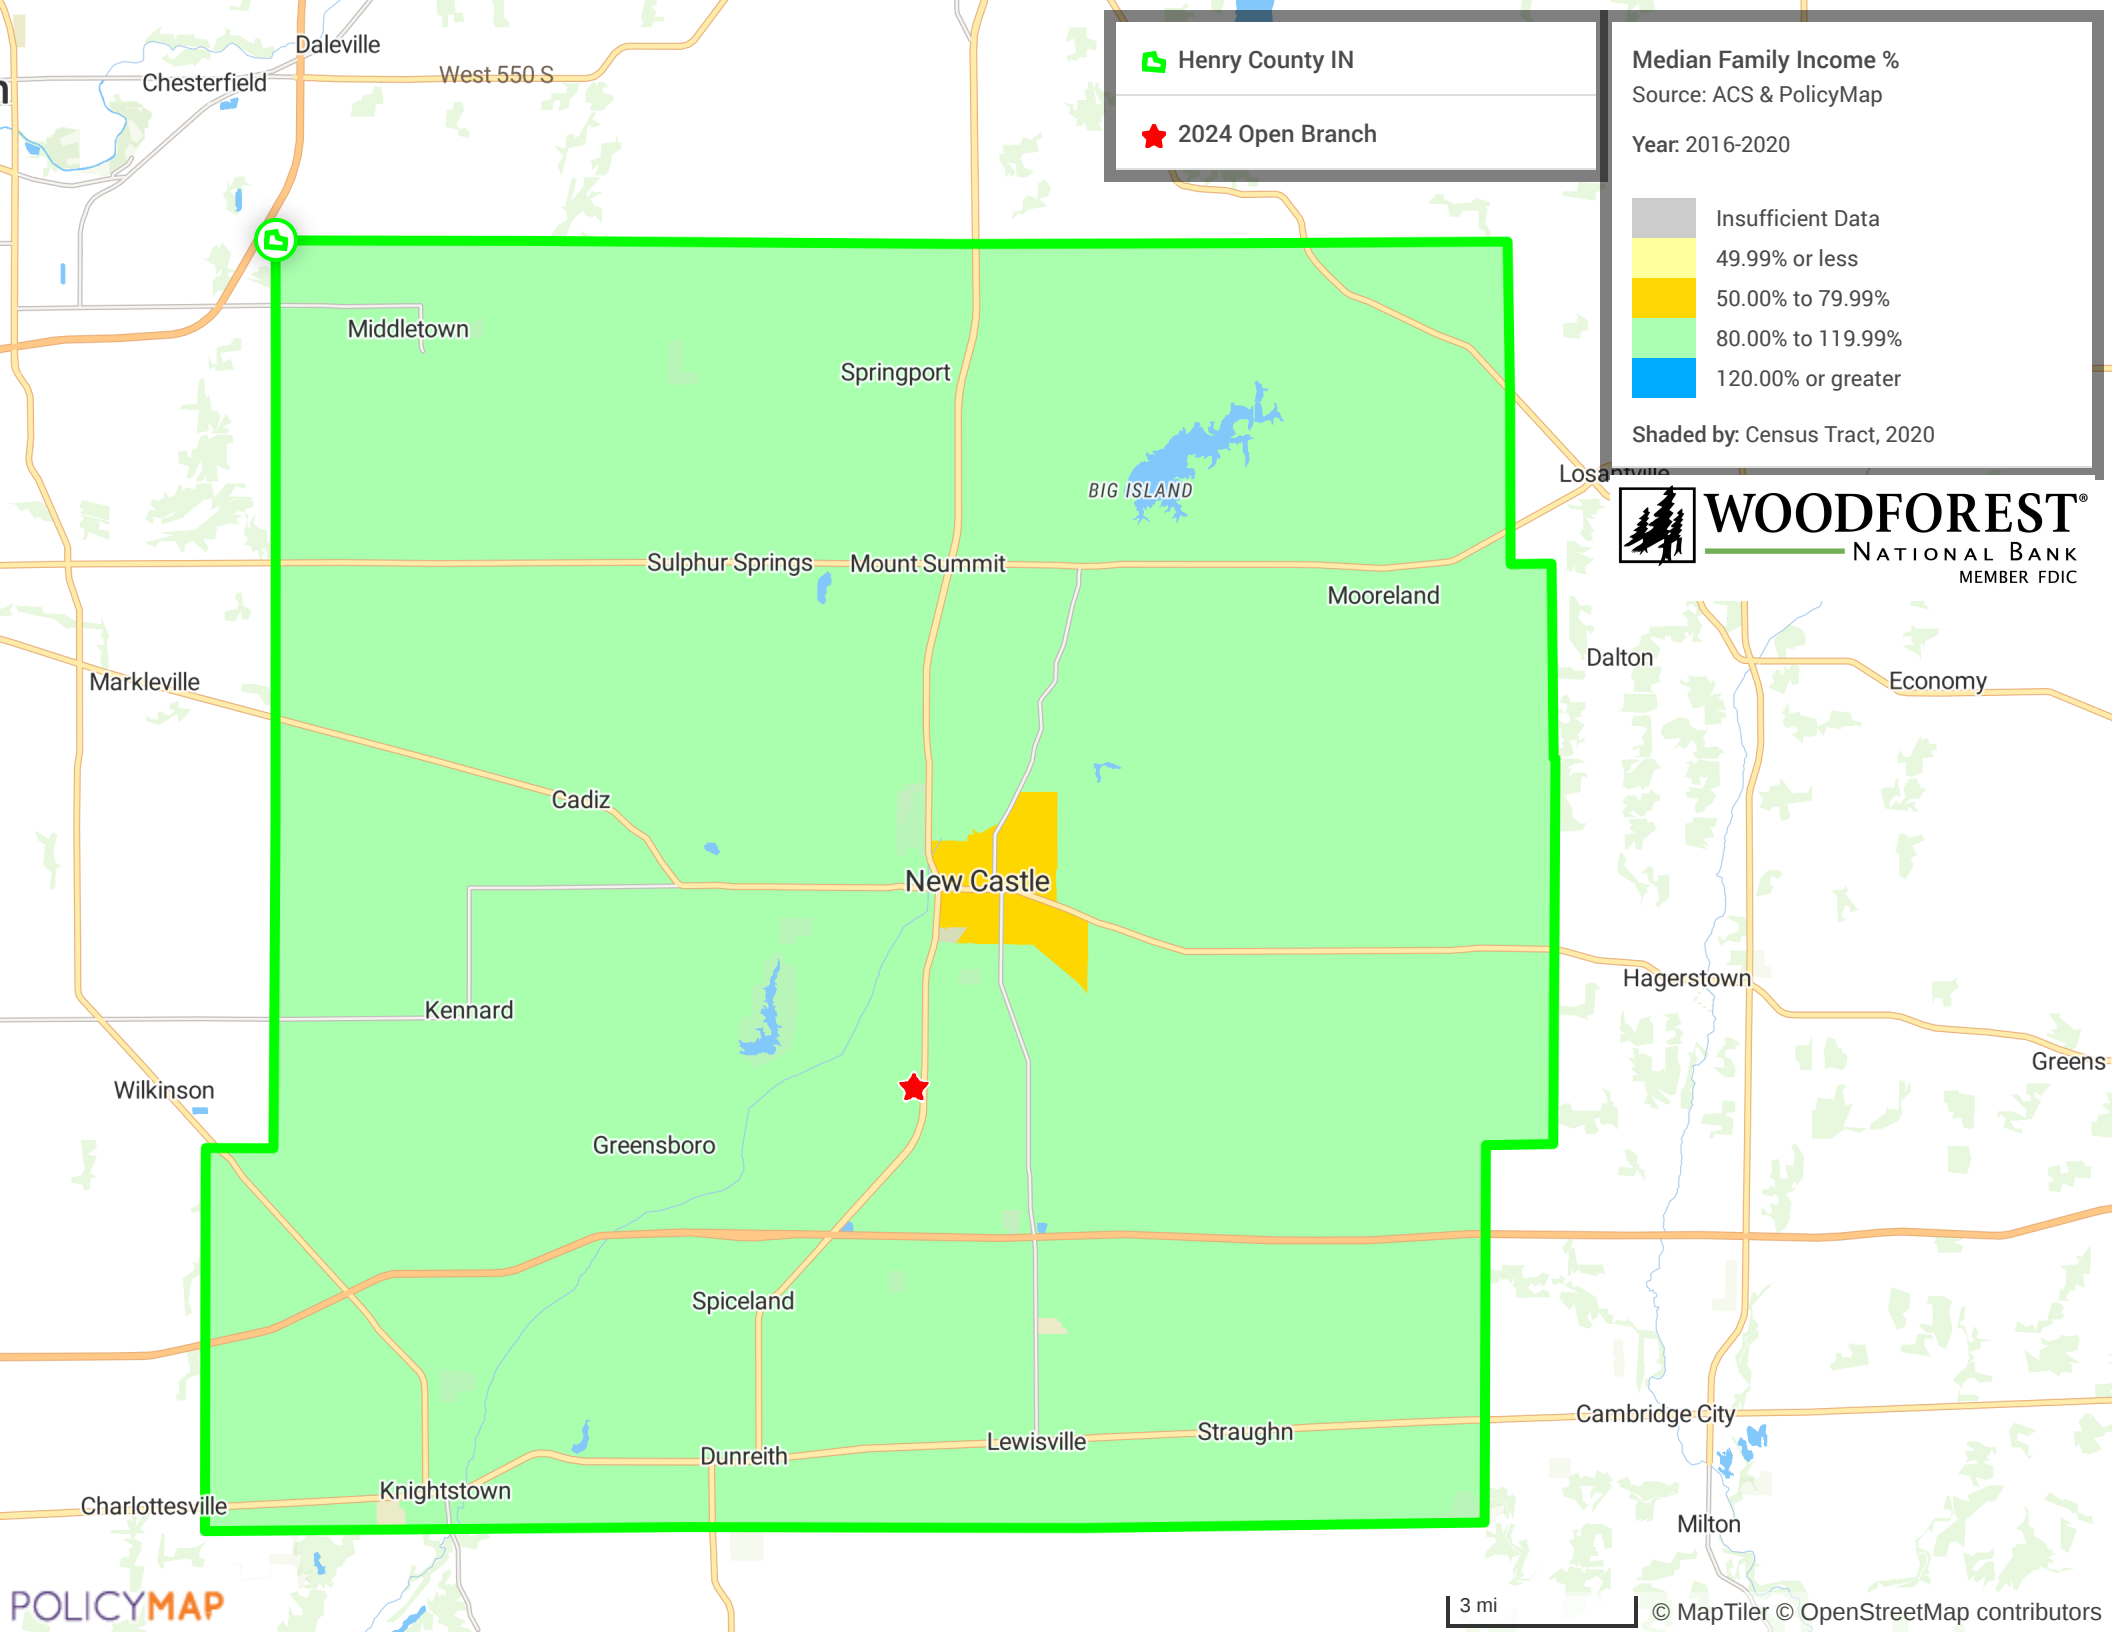 Henry County IN
2024 Open Branch
Median Family Income %
Source: ACS & PolicyMap
Year: 2016-2020
Insufficient Data
49.99% or less
50.00% to 79.99%
80.00% to 119.99%
120.00% or greater
Shaded by: Census Tract, 2020
WOODFOREST®
NATIONAL BANK
MEMBER FDIC
Daleville
West 550 S
Chesterfield
n
Middletown
Springport
Losantville
BIG ISLAND
Sulphur Springs
Mount Summit
Mooreland
Dalton
Markleville
Economy
Cadiz
New Castle
Hagerstown
Kennard
Greens
Wilkinson
Greensboro
Spiceland
Cambridge City
Straughn
Lewisville
Dunreith
Knightstown
Charlottesville
Milton
POLICYMAP
3 mi
© MapTiler © OpenStreetMap contributors